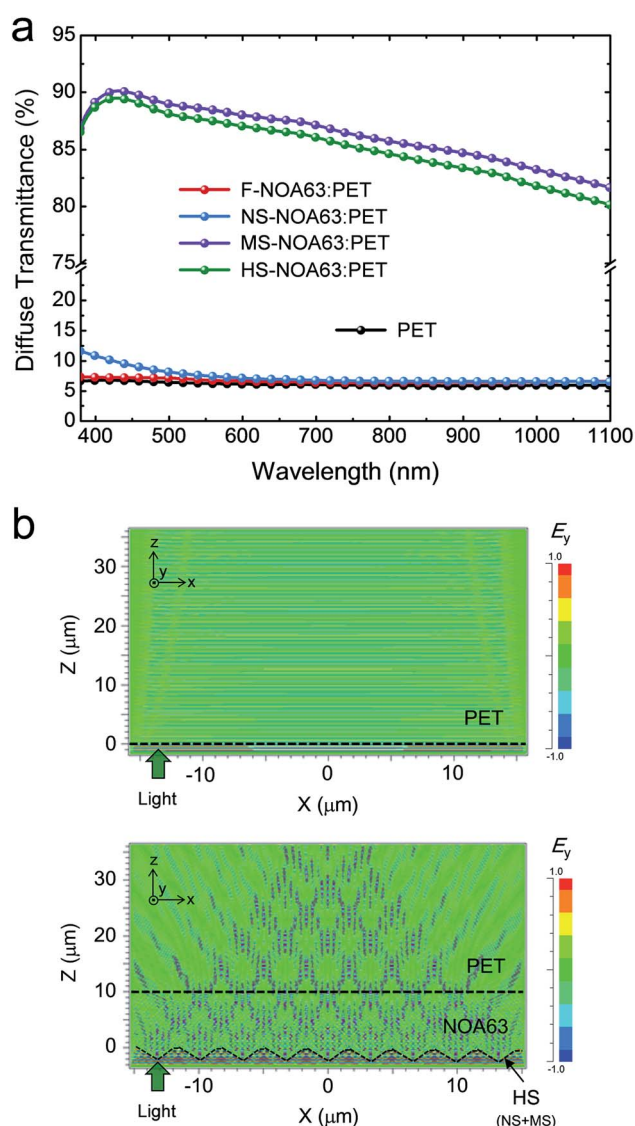 a
Diffuse Transmittance (%)
95
90
85
80
75
20
15
10
5
0
F-NOA63:PET
NS-NOA63:PET
MS-NOA63:PET
HS-NOA63:PET
PET
400 500 600 700 800 900 1000 1100
Wavelength (nm)
b
Z (μm)
30
20
10
0
z
y
x
PET
-10 0 10
Light
X (μm)
Ey
1.0
-1.0
Z (μm)
30
20
10
0
z
y
x
PET
NOA63
-10 0 10
Light
X (μm)
HS
(NS+MS)
Ey
1.0
-1.0